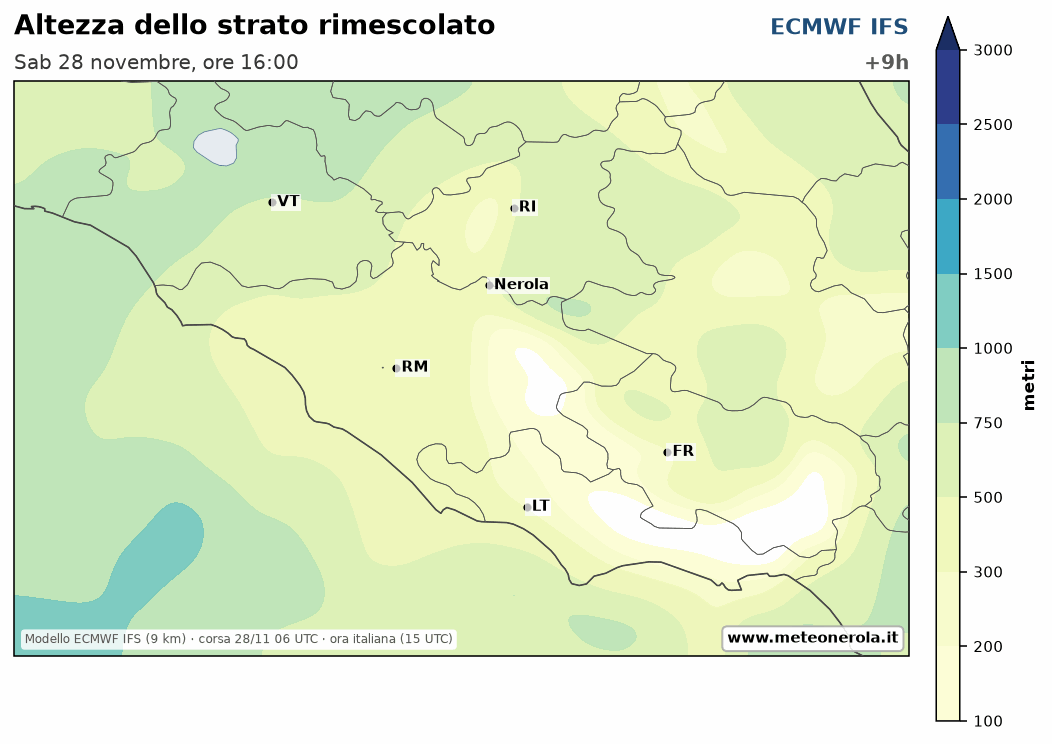 Altezza dello strato rimescolato
ECMWF IFS
Sab 28 novembre, ore 16:00
+9h
3000
2500
2000
1500
1000
750
500
300
200
100
metri
VT
RI
Nerola
RM
FR
LT
Modello ECMWF IFS (9 km) · corsa 28/11 06 UTC · ora italiana (15 UTC)
www.meteonerola.it